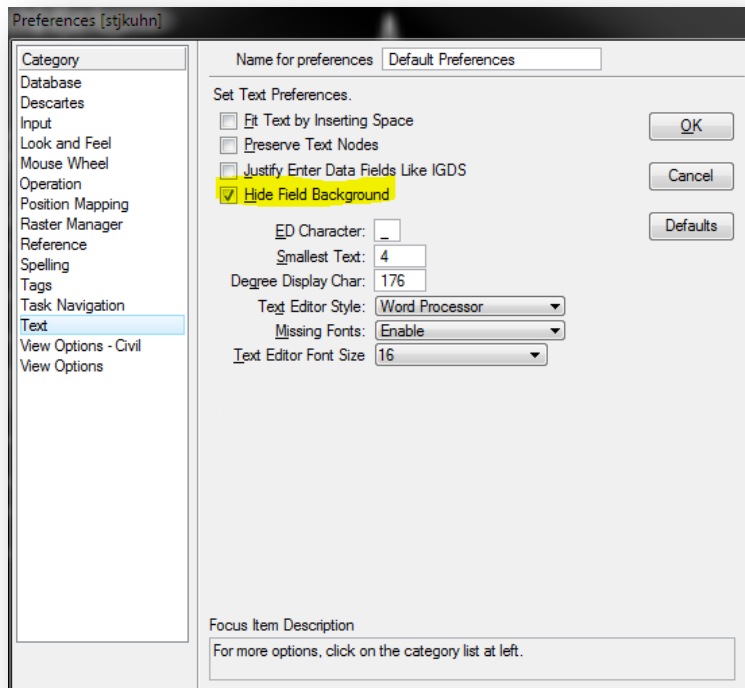 Preferences [stjkuhn]
Category
Database
Descartes
Input
Look and Feel
Mouse Wheel
Operation
Position Mapping
Raster Manager
Reference
Spelling
Tags
Task Navigation
Text
View Options - Civil
View Options
Name for preferences Default Preferences
Set Text Preferences.
Fit Text by Inserting Space
Preserve Text Nodes
Justify Enter Data Fields Like IGDS
Hide Field Background
ED Character: _
Smallest Text: 4
Degree Display Char: 176
Text Editor Style: Word Processor
Missing Fonts: Enable
Text Editor Font Size 16
OK
Cancel
Defaults
Focus Item Description
For more options, click on the category list at left.